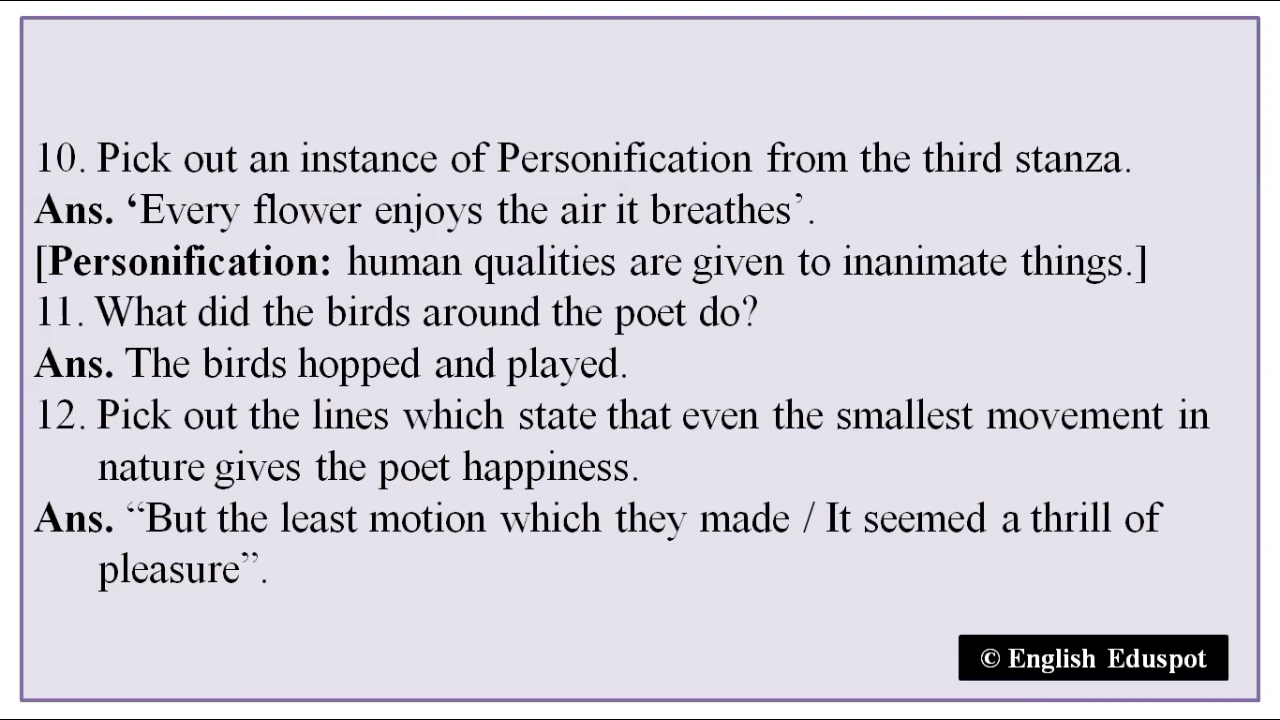 10. Pick out an instance of Personification from the third stanza.
Ans. ‘Every flower enjoys the air it breathes’.
[Personification: human qualities are given to inanimate things.]
11. What did the birds around the poet do?
Ans. The birds hopped and played.
12. Pick out the lines which state that even the smallest movement in
nature gives the poet happiness.
Ans. “But the least motion which they made / It seemed a thrill of
pleasure”.
© English Eduspot